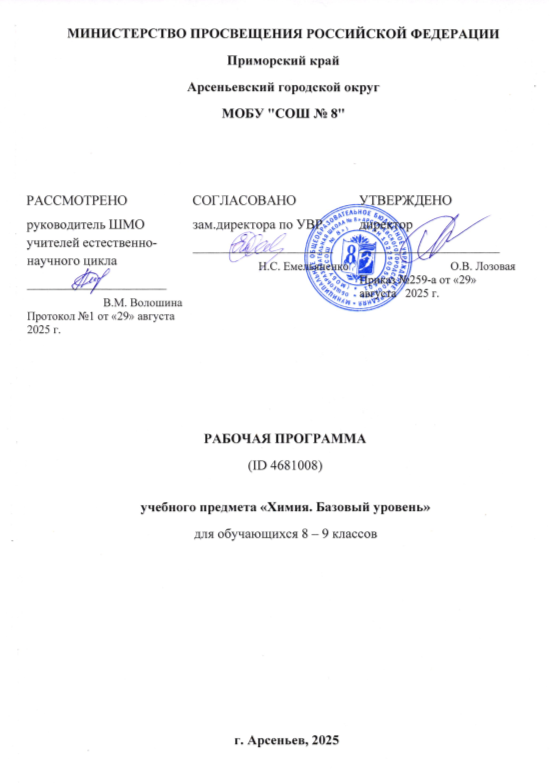 МИНИСТЕРСТВО ПРОСВЕЩЕНИЯ РОССИЙСКОЙ ФЕДЕРАЦИИ
Приморский край
Арсеньевский городской округ
МОБУ "СОШ № 8"
РАССМОТРЕНО
руководитель ШМО
учителей естественно-
научного цикла
В.М. Волошина
Протокол №1 от «29» августа
2025 г.
СОГЛАСОВАНО
зам.директора по УВР
Н.С. Емельяненко
УТВЕРЖДЕНО
директор
О.В. Лозовая
Приказ №259-а от «29»
августа 2025 г.
8
РАБОЧАЯ ПРОГРАММА
(ID 4681008)
учебного предмета «Химия. Базовый уровень»
для обучающихся 8 – 9 классов
г. Арсеньев, 2025